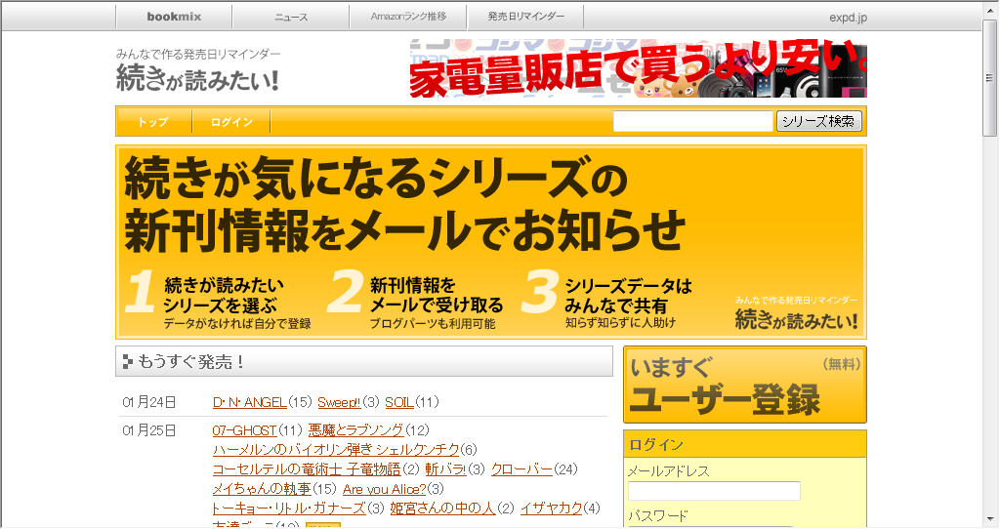 bookmix
ニュース
Amazonランク推移
発売日リマインダー
expd.jp
みんなで作る発売日リマインダー
続きが読みたい!
家電量販店で買うより安い。
トップ
ログイン
シリーズ検索
続きが気になるシリーズの
新刊情報をメールでお知らせ
1 続きが読みたい
シリーズを選ぶ
データがなければ自分で登録
2 新刊情報を
メールで受け取る
ブログパーツも利用可能
3 シリーズデータは
みんなで共有
知らず知らずに人助け
みんなで作る発売日リマインダー
続きが読みたい!
もうすぐ発売！
01月24日 D・N・ANGEL(15) Sweep!!(3) SOIL(11)
01月25日 07-GHOST(11) 悪魔とラブソング(12)
ハーメルンのバイオリン弾き シェルクンチク(6)
コーセルテルの竜術士 子竜物語(2) 斬バラ!(3) クローバー(24)
メイちゃんの執事(15) Are you Alice?(3)
トーキョー・リトル・ガナーズ(3) 姫宮さんの中の人(2) イザヤカク(4)
いますぐ
(無料)
ユーザー登録
ログイン
メールアドレス
パスワード